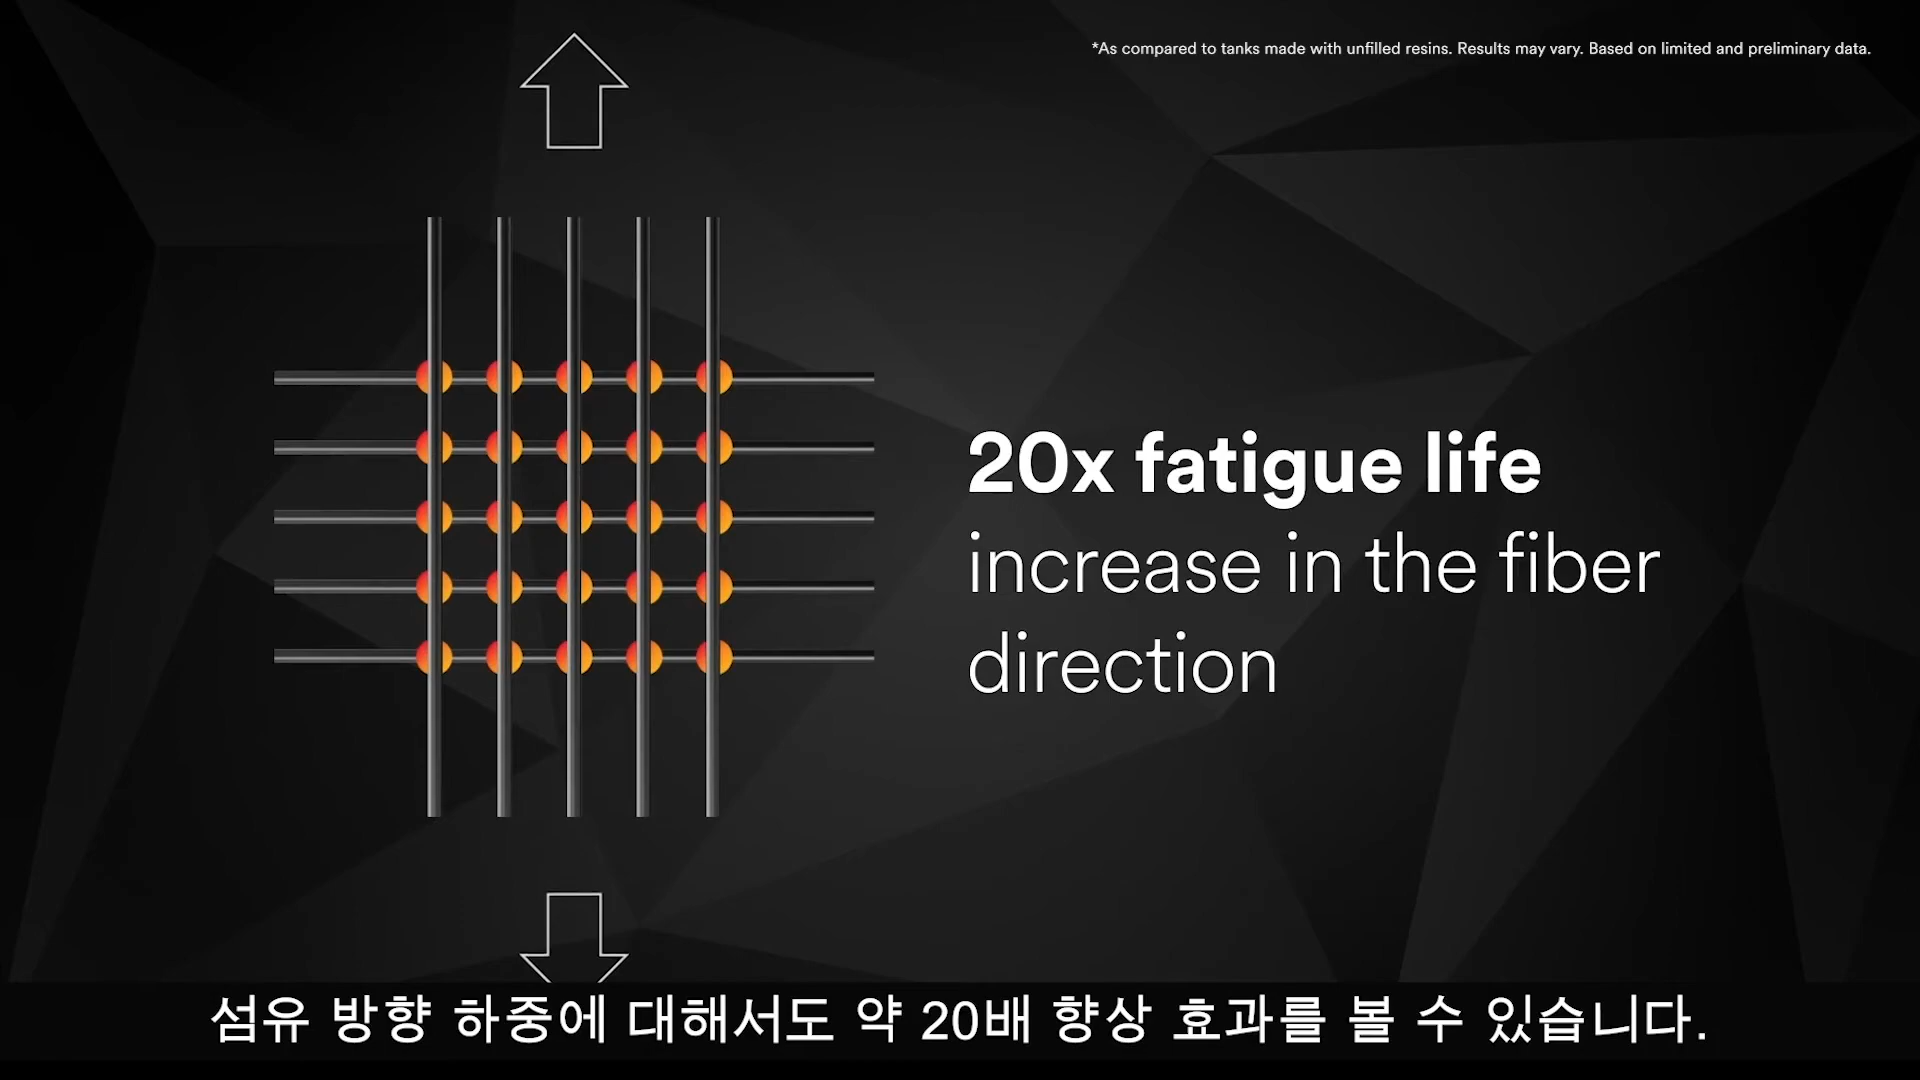 *As compared to tanks made with unfilled resins. Results may vary. Based on limited and preliminary data.
20x fatigue life
increase in the fiber
direction
섬유 방향 하중에 대해서도 약 20배 향상 효과를 볼 수 있습니다.